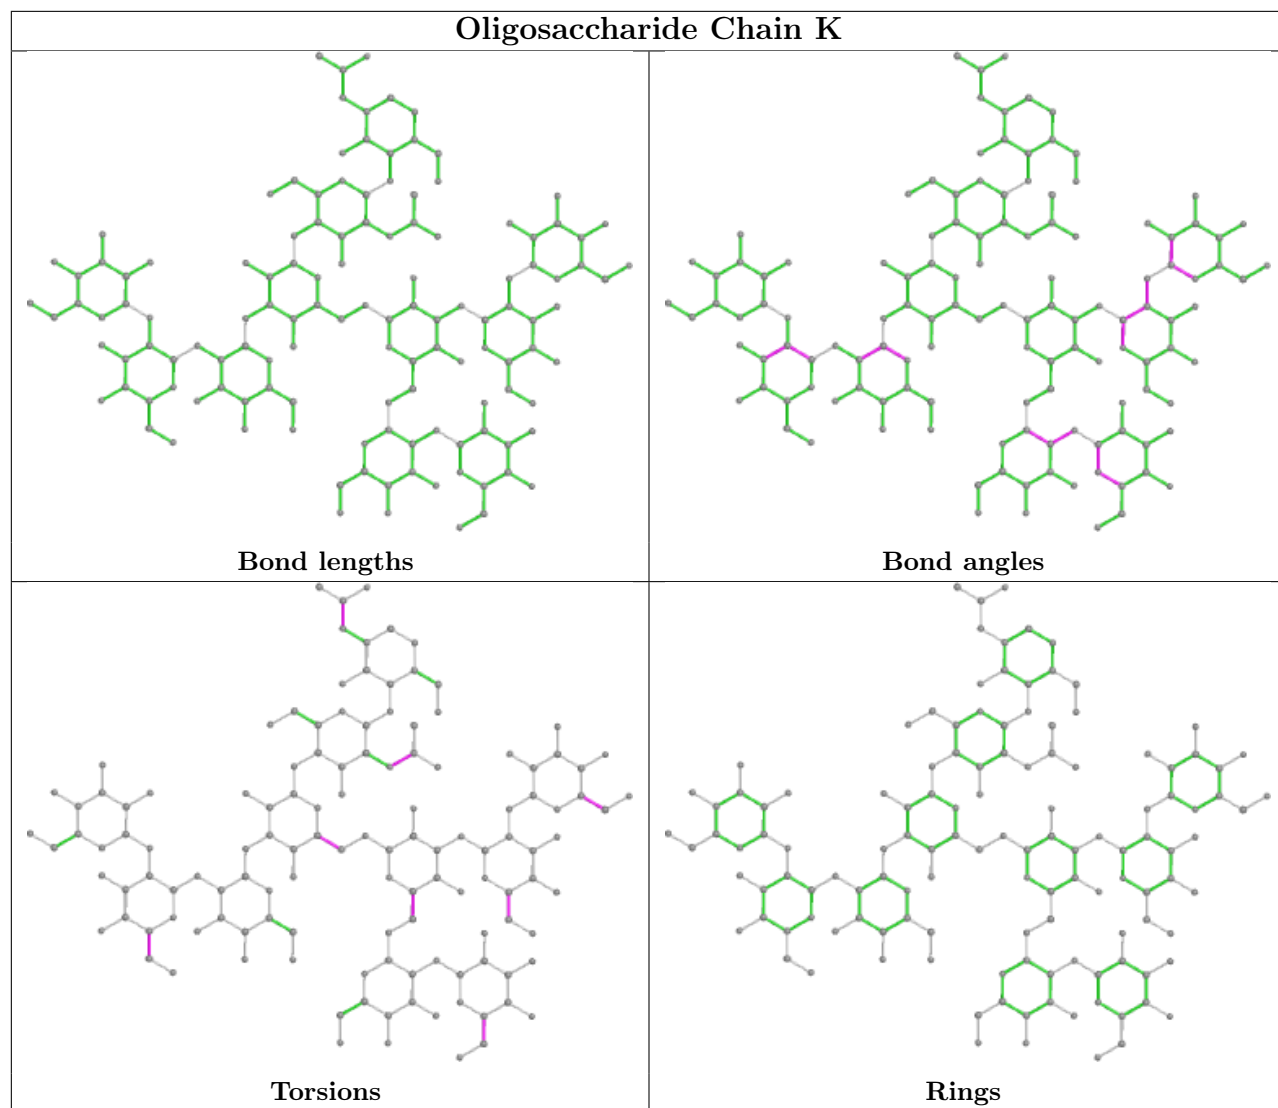 Oligosaccharide Chain K
Bond lengths
Bond angles
Torsions
Rings